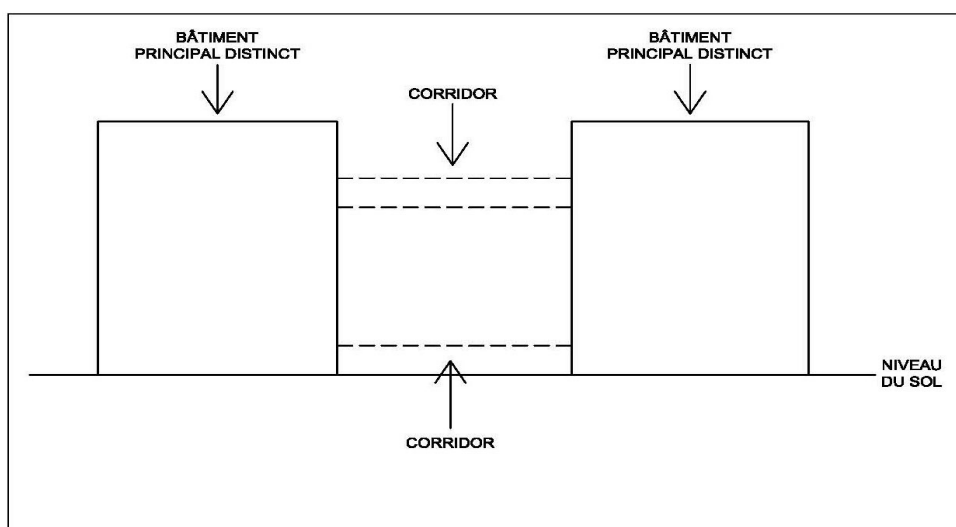 BÂTIMENT
PRINCIPAL DISTINCT
BÂTIMENT
PRINCIPAL DISTINCT
CORRIDOR
NIVEAU
DU SOL
CORRIDOR